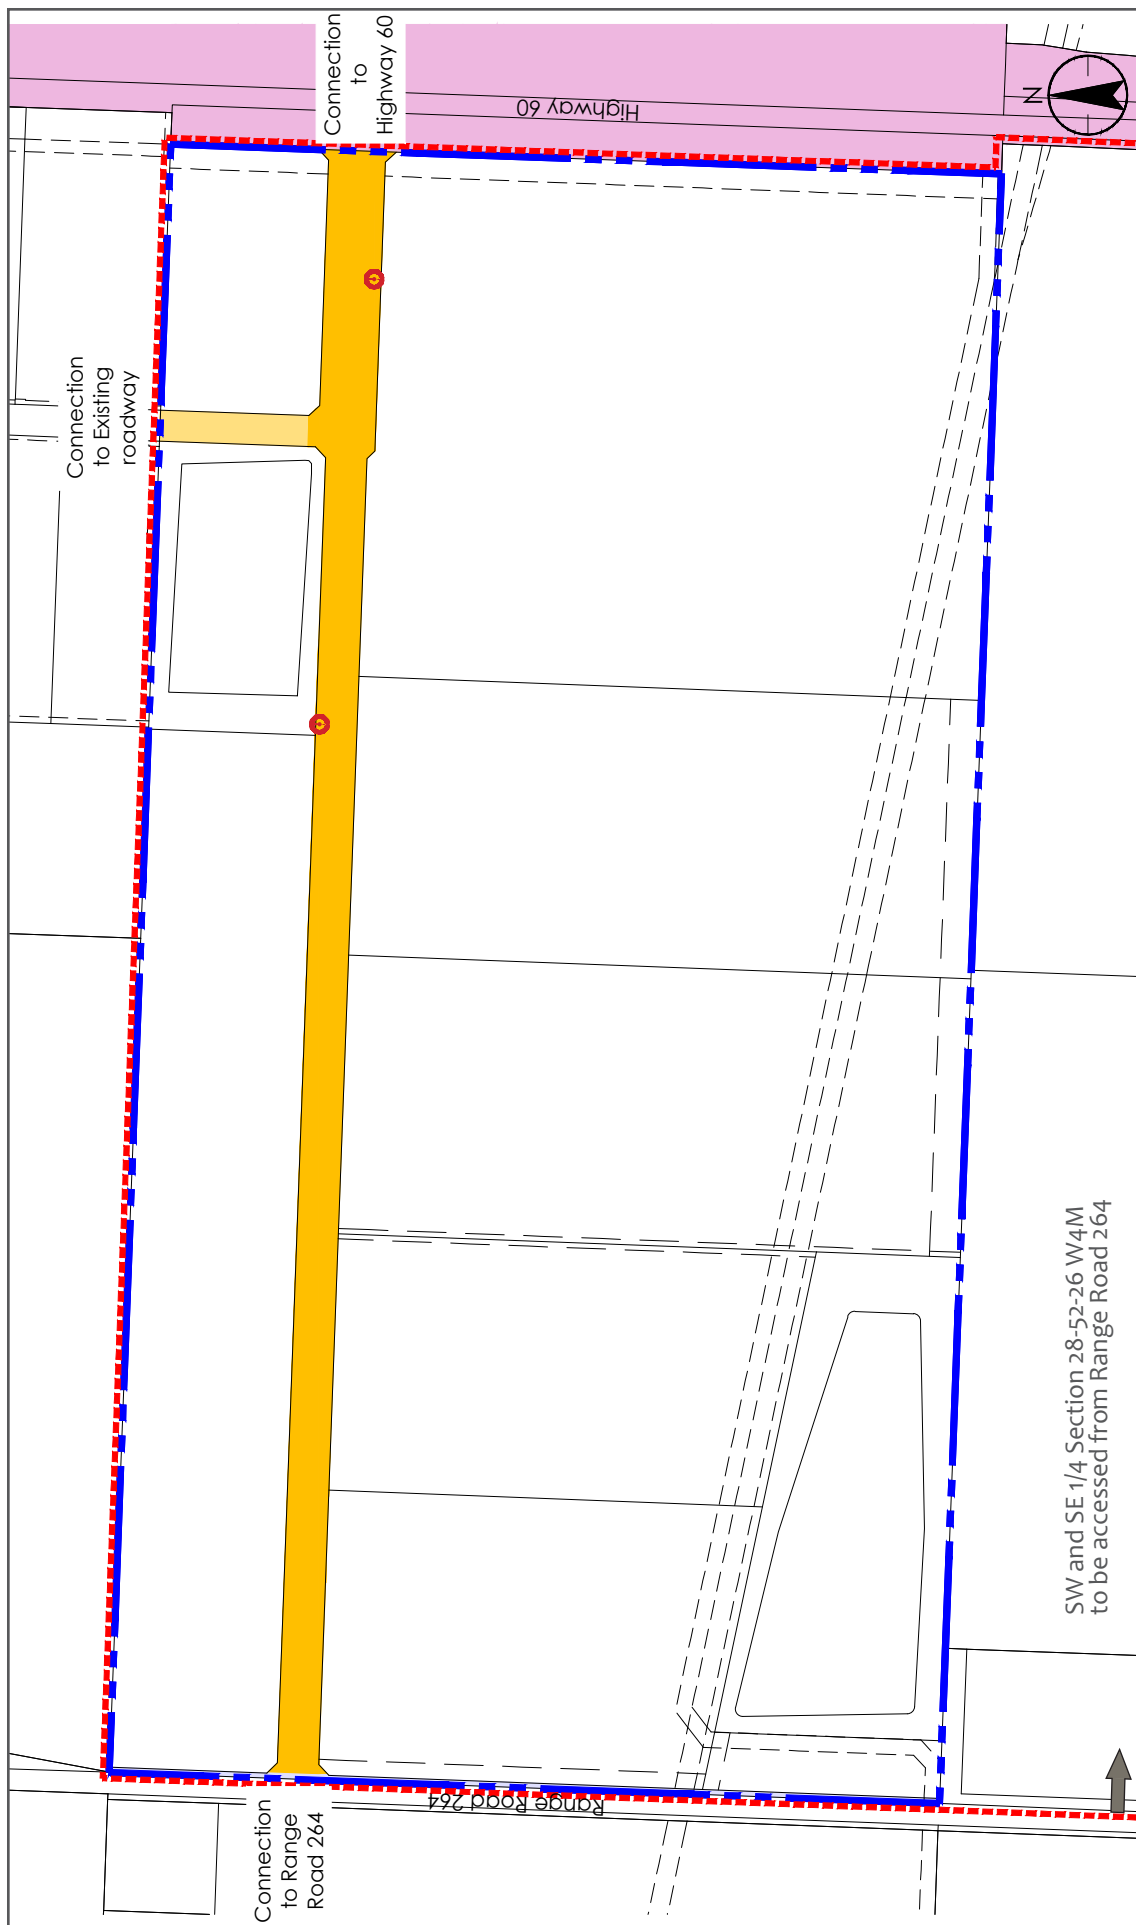 Connection
to
Highway 60
Highway 60
N
Connection
to Existing
roadway
SW and SE 1/4 Section 28-52-26 W4M
to be accessed from Range Road 264
Range Road 264
Connection
to Range
Road 264